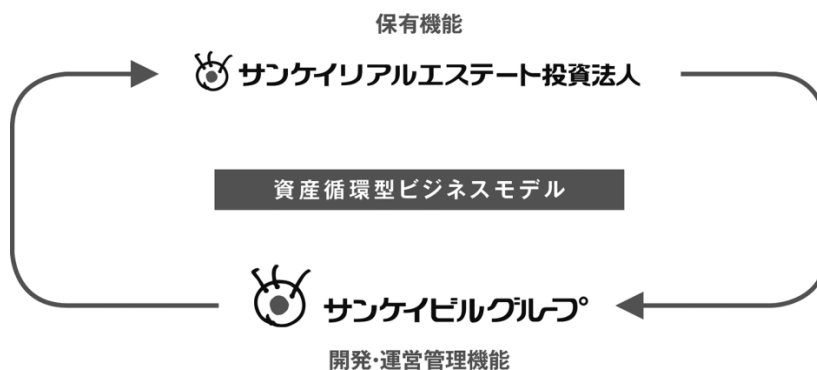 保有機能
サンケイリアルエステート投資法人
資産循環型ビジネスモデル
サンケイビルグループ
開発・運営管理機能